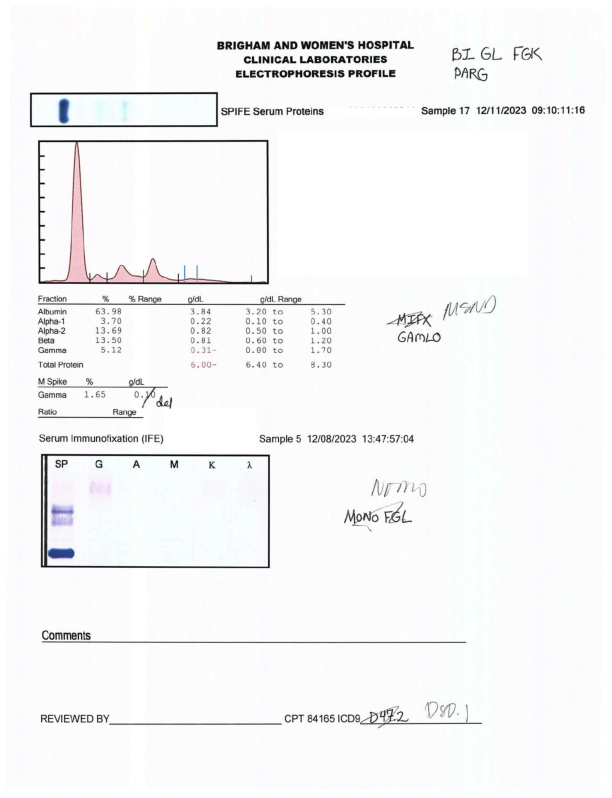 BRIGHAM AND WOMEN'S HOSPITAL
CLINICAL LABORATORIES
ELECTROPHORESIS PROFILE
BI GL FGK
PARG
SPIFE Serum Proteins
Sample 17 12/11/2023 09:10:11:16
Fraction % % Range g/dL g/dL Range
Albumin 63.98 3.84 3.20 to 5.30
Alpha-1 3.70 0.22 0.10 to 0.40
Alpha-2 13.69 0.82 0.50 to 1.00
Beta 13.50 0.81 0.60 to 1.20
Gamma 5.12 0.31- 0.80 to 1.70
Total Protein 6.00- 6.40 to 8.30
MIFX MSND
GAMLO
M Spike % g/dL
Gamma 1.65 0.10 del
Ratio Range
Serum Immunofixation (IFE)
Sample 5 12/08/2023 13:47:57:04
SP G A M K λ
NOMO
MONO FGL
Comments
REVIEWED BY CPT 84165 ICD9 D47.2 D80.1